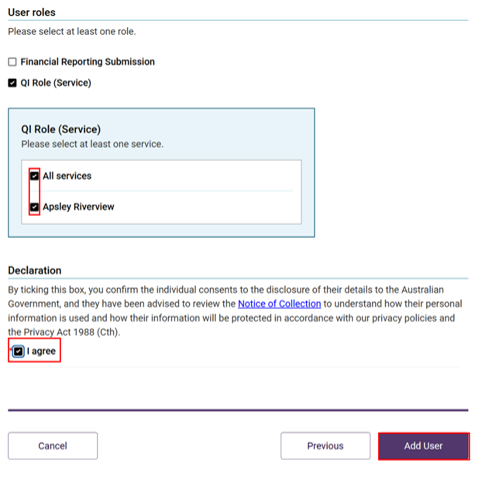 User roles
Please select at least one role.
Financial Reporting Submission
QI Role (Service)
QI Role (Service)
Please select at least one service.
All services
Apsley Riverview
Declaration
By ticking this box, you confirm the individual consents to the disclosure of their details to the Australian
Government, and they have been advised to review the Notice of Collection to understand how their personal
information is used and how their information will be protected in accordance with our privacy policies and
the Privacy Act 1988 (Cth).
* I agree
Cancel
Previous
Add User